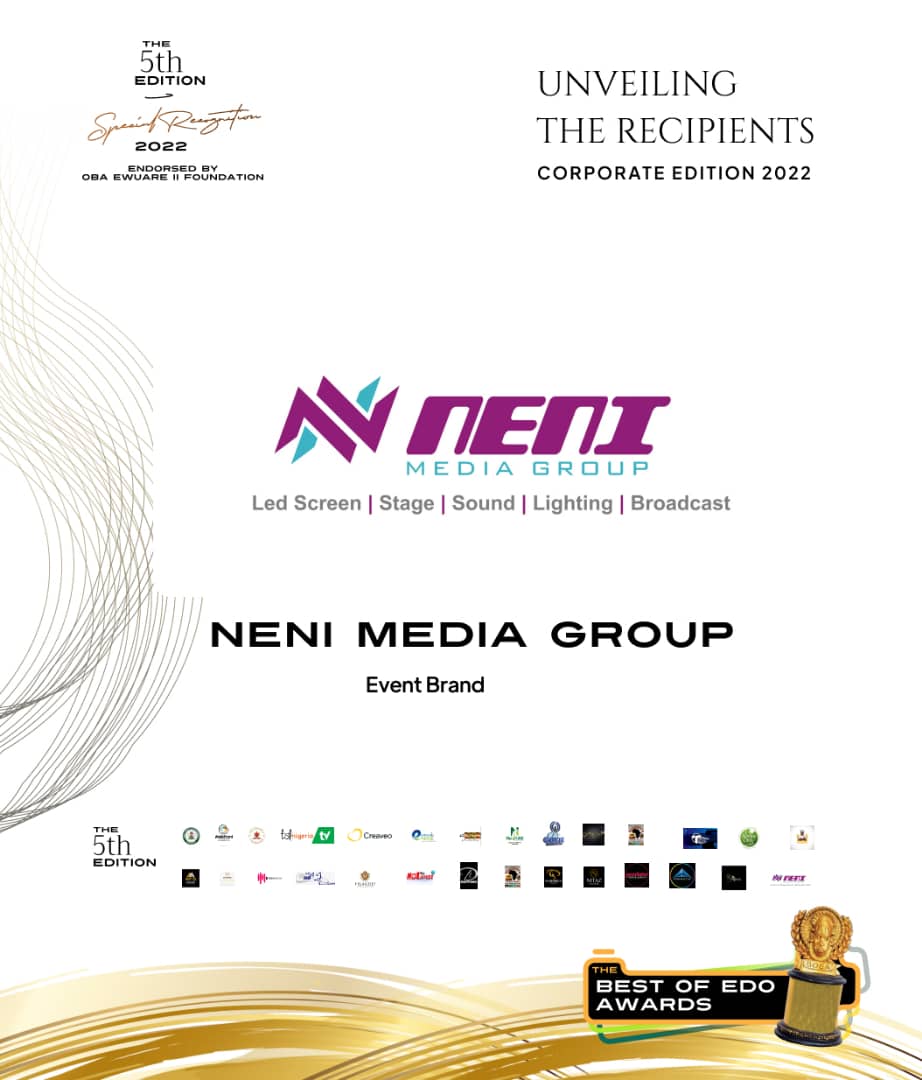 THE
5th
EDITION
Special Recognition
2022
ENDORSED BY
OBA EWUARE II FOUNDATION
UNVEILING
THE RECIPIENTS
CORPORATE EDITION 2022
NENI
MEDIA GROUP
Led Screen | Stage | Sound | Lighting | Broadcast
NENI MEDIA GROUP
Event Brand
THE
5th
EDITION
tv
Creaveo
NENI
THE
BEST OF EDO
AWARDS